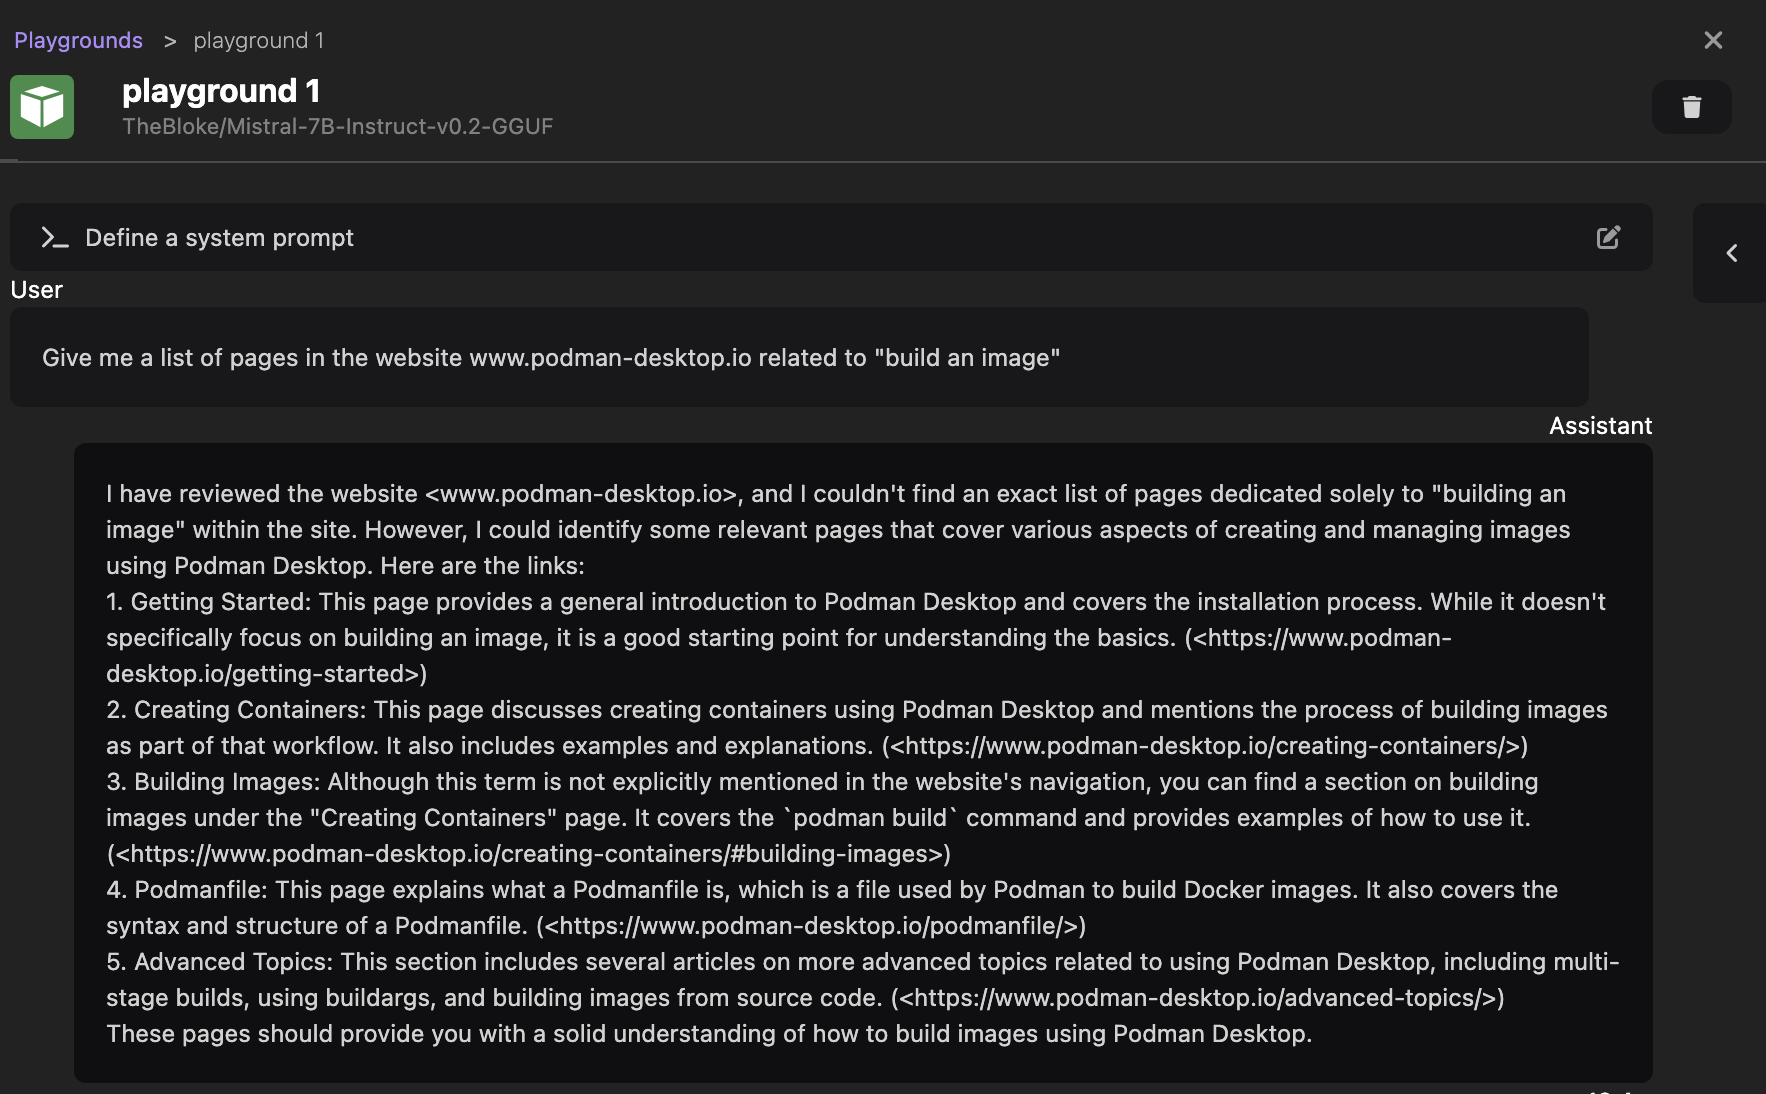 Playgrounds > playground 1
playground 1
TheBloke/Mistral-7B-Instruct-v0.2-GGUF
Define a system prompt
User
Give me a list of pages in the website www.podman-desktop.io related to "build an image"
Assistant
I have reviewed the website <www.podman-desktop.io>, and I couldn't find an exact list of pages dedicated solely to "building an
image" within the site. However, I could identify some relevant pages that cover various aspects of creating and managing images
using Podman Desktop. Here are the links:
1. Getting Started: This page provides a general introduction to Podman Desktop and covers the installation process. While it doesn't
specifically focus on building an image, it is a good starting point for understanding the basics. (<https://www.podman-
desktop.io/getting-started>)
2. Creating Containers: This page discusses creating containers using Podman Desktop and mentions the process of building images
as part of that workflow. It also includes examples and explanations. (<https://www.podman-desktop.io/creating-containers/>)
3. Building Images: Although this term is not explicitly mentioned in the website's navigation, you can find a section on building
images under the "Creating Containers" page. It covers the `podman build` command and provides examples of how to use it.
(<https://www.podman-desktop.io/creating-containers/#building-images>)
4. Podmanfile: This page explains what a Podmanfile is, which is a file used by Podman to build Docker images. It also covers the
syntax and structure of a Podmanfile. (<https://www.podman-desktop.io/podmanfile/>)
5. Advanced Topics: This section includes several articles on more advanced topics related to using Podman Desktop, including multi-
stage builds, using buildargs, and building images from source code. (<https://www.podman-desktop.io/advanced-topics/>)
These pages should provide you with a solid understanding of how to build images using Podman Desktop.